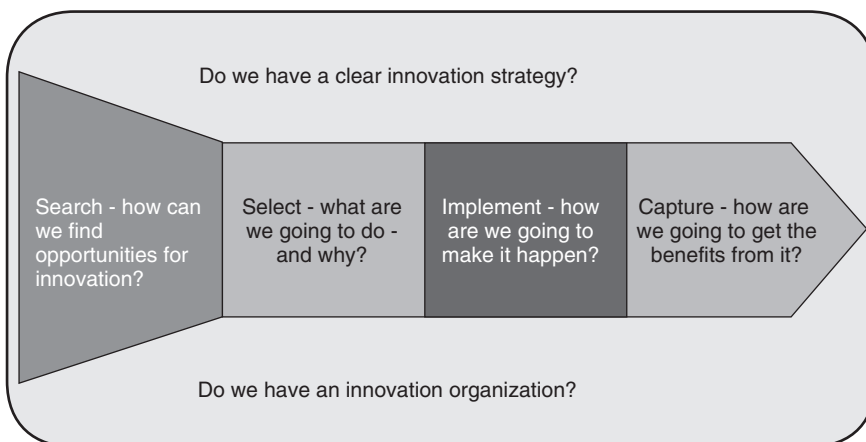 Do we have a clear innovation strategy?
Search - how can
we find
opportunities for
innovation?
Select - what are
we going to do -
and why?
Implement - how
are we going to
make it happen?
Capture - how are
we going to get the
benefits from it?
Do we have an innovation organization?